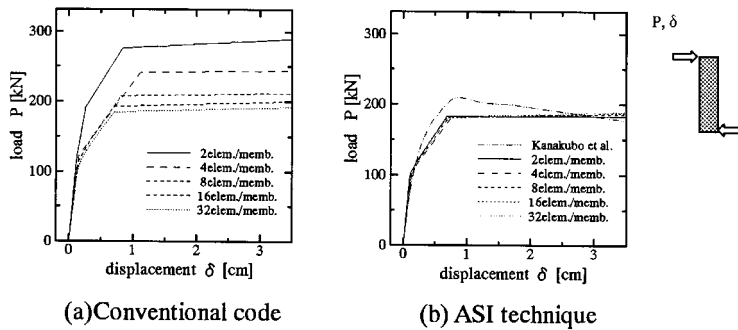 300
200
100
0
load P [kN]
2elem./memb.
4elem./memb.
8elem./memb.
16elem./memb.
32elem./memb.
0 1 2 3
displacement δ [cm]
(a)Conventional code
300
200
100
0
load P [kN]
Kanakubo et al.
2elem./memb.
4elem./memb.
8elem./memb.
16elem./memb.
32elem./memb.
0 1 2 3
displacement δ [cm]
(b) ASI technique
P, δ